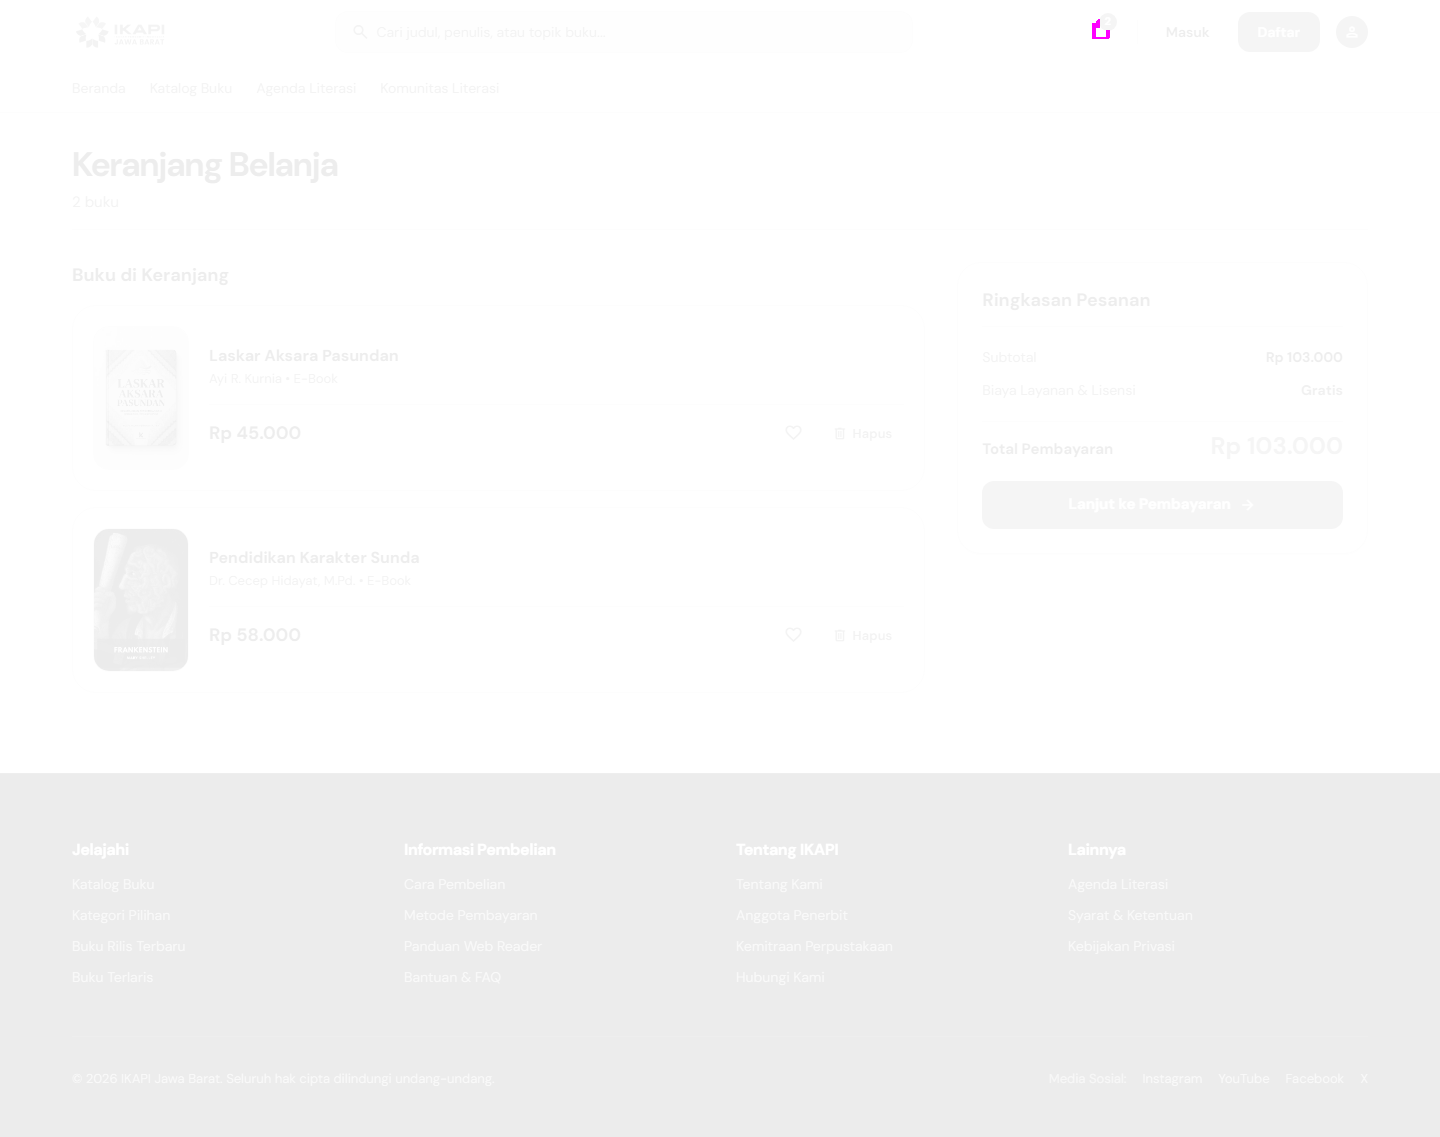 IKAPI
JAWA BARAT
Cari judul, penulis, atau topik buku...
Masuk
Daftar
Beranda
Katalog Buku
Agenda Literasi
Komunitas Literasi
Keranjang Belanja
2 buku
Buku di Keranjang
LASKAR
AKSARA
PASUNDAN
Laskar Aksara Pasundan
Ayi R. Kurnia • E-Book
Rp 45.000
Hapus
FRANKENSTEIN
Pendidikan Karakter Sunda
Dr. Cecep Hidayat, M.Pd. • E-Book
Rp 58.000
Hapus
Ringkasan Pesanan
Subtotal
Rp 103.000
Biaya Layanan & Lisensi
Gratis
Total Pembayaran
Rp 103.000
Lanjut ke Pembayaran
Jelajahi
Katalog Buku
Kategori Pilihan
Buku Rilis Terbaru
Buku Terlaris
Informasi Pembelian
Cara Pembelian
Metode Pembayaran
Panduan Web Reader
Bantuan & FAQ
Tentang IKAPI
Tentang Kami
Anggota Penerbit
Kemitraan Perpustakaan
Hubungi Kami
Lainnya
Agenda Literasi
Syarat & Ketentuan
Kebijakan Privasi
© 2026 IKAPI Jawa Barat. Seluruh hak cipta dilindungi undang-undang.
Media Sosial:
Instagram
YouTube
Facebook
X